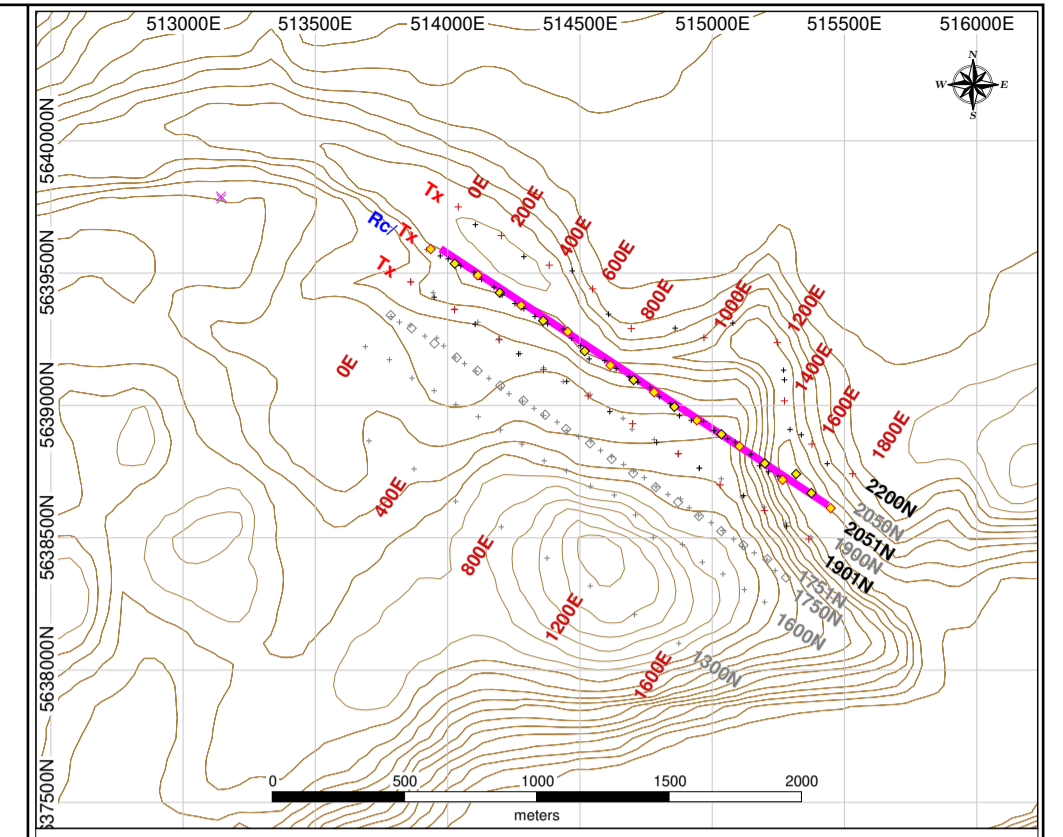 513000E 513500E 514000E 514500E 515000E 515500E 516000E
N
W E
S
5640000N
5639500N
5639000N
5638500N
5638000N
5637500N
Tx 0E
200E
Rc/Tx
400E
Tx
600E
800E
1000E
1200E
0E
1400E
1600E
1800E
400E
2200N
2050N
2051N
1900N
1901N
800E
1751N
1750N
1200E
1600N
1300N
1600E
0 500 1000 1500 2000
meters